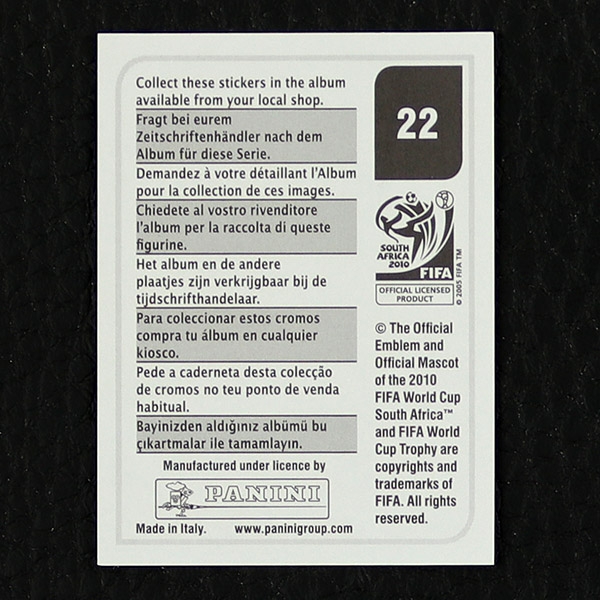 Collect these stickers in the album
available from your local shop.
Fragt bei eurem
Zeitschriftenhändler nach dem
Album für diese Serie.
Demandez à votre détaillant l'Album
pour la collection de ces images.
Chiedete al vostro rivenditore
l'album per la raccolta di queste
figurine.
Het album en de andere
plaatjes zijn verkrijgbaar bij de
tijdschrifthandelaar.
Para coleccionar estos cromos
compra tu álbum en cualquier
kiosco.
Pede a caderneta desta colecção
de cromos no teu ponto de venda
habitual.
Bayinizden aldığınız albümü bu
çıkartmalar ile tamamlayın.
Manufactured under licence by
PANINI
Made in Italy. www.paninigroup.com
22
SOUTH
AFRICA
2010
FIFA
OFFICIAL LICENSED
PRODUCT
© 2005 FIFA TM
© The Official
Emblem and
Official Mascot
of the 2010
FIFA World Cup
South Africa™
and FIFA World
Cup Trophy are
copyrights and
trademarks of
FIFA. All rights
reserved.